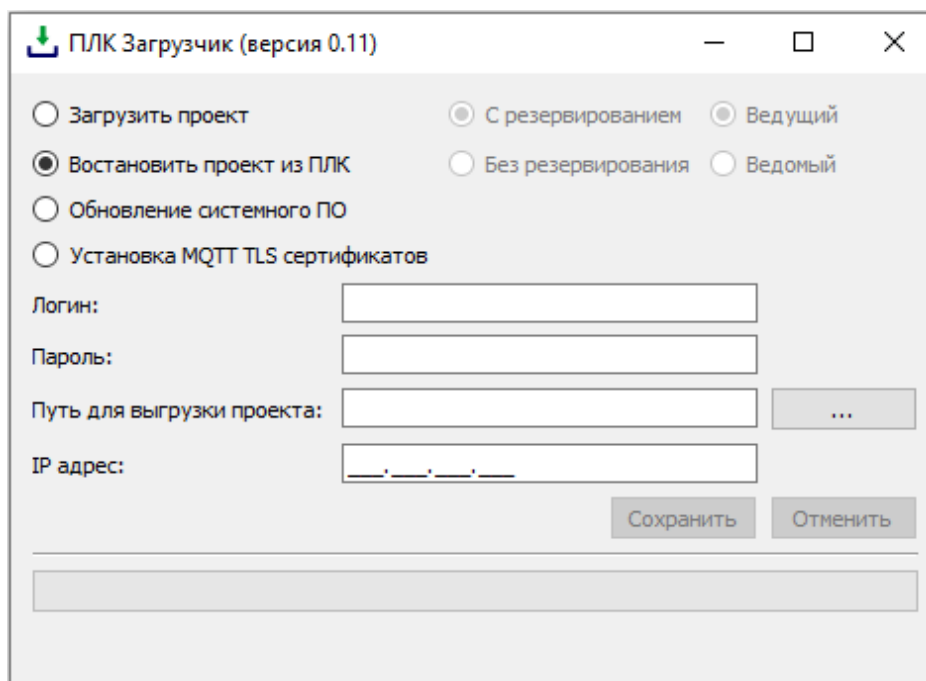 ПЛК Загрузчик (версия 0.11)
Загрузить проект С резервированием Ведущий
Востановить проект из ПЛК Без резервирования Ведомый
Обновление системного ПО
Установка MQTT TLS сертификатов
Логин:
Пароль:
Путь для выгрузки проекта: ...
IP адрес: ___.___.___.___
Сохранить Отменить